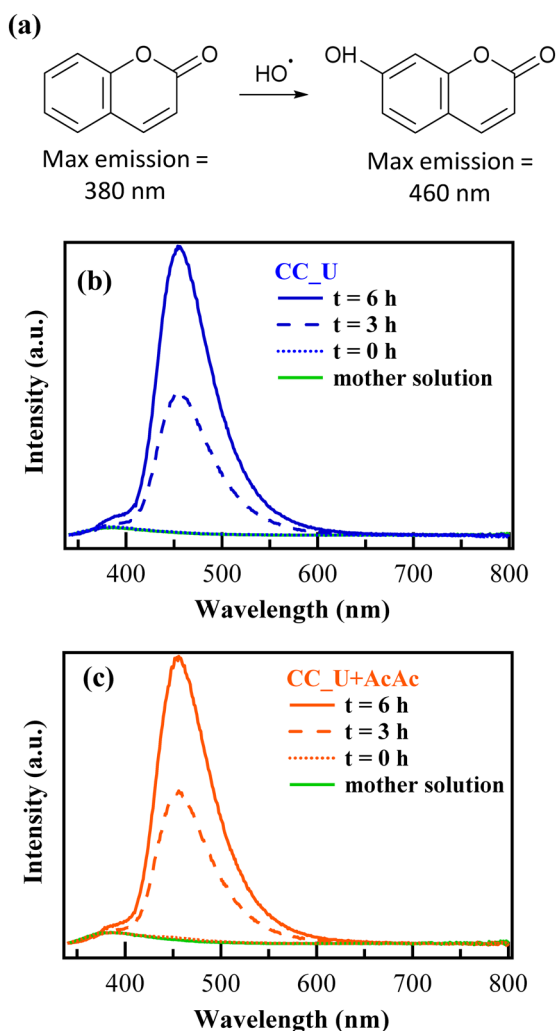 (a)
O
O
HO•
OH
O
O
Max emission =
380 nm
Max emission =
460 nm
(b)
CC_U
t = 6 h
t = 3 h
t = 0 h
mother solution
Intensity (a.u.)
400
500
600
700
800
Wavelength (nm)
(c)
CC_U+AcAc
t = 6 h
t = 3 h
t = 0 h
mother solution
Intensity (a.u.)
400
500
600
700
800
Wavelength (nm)